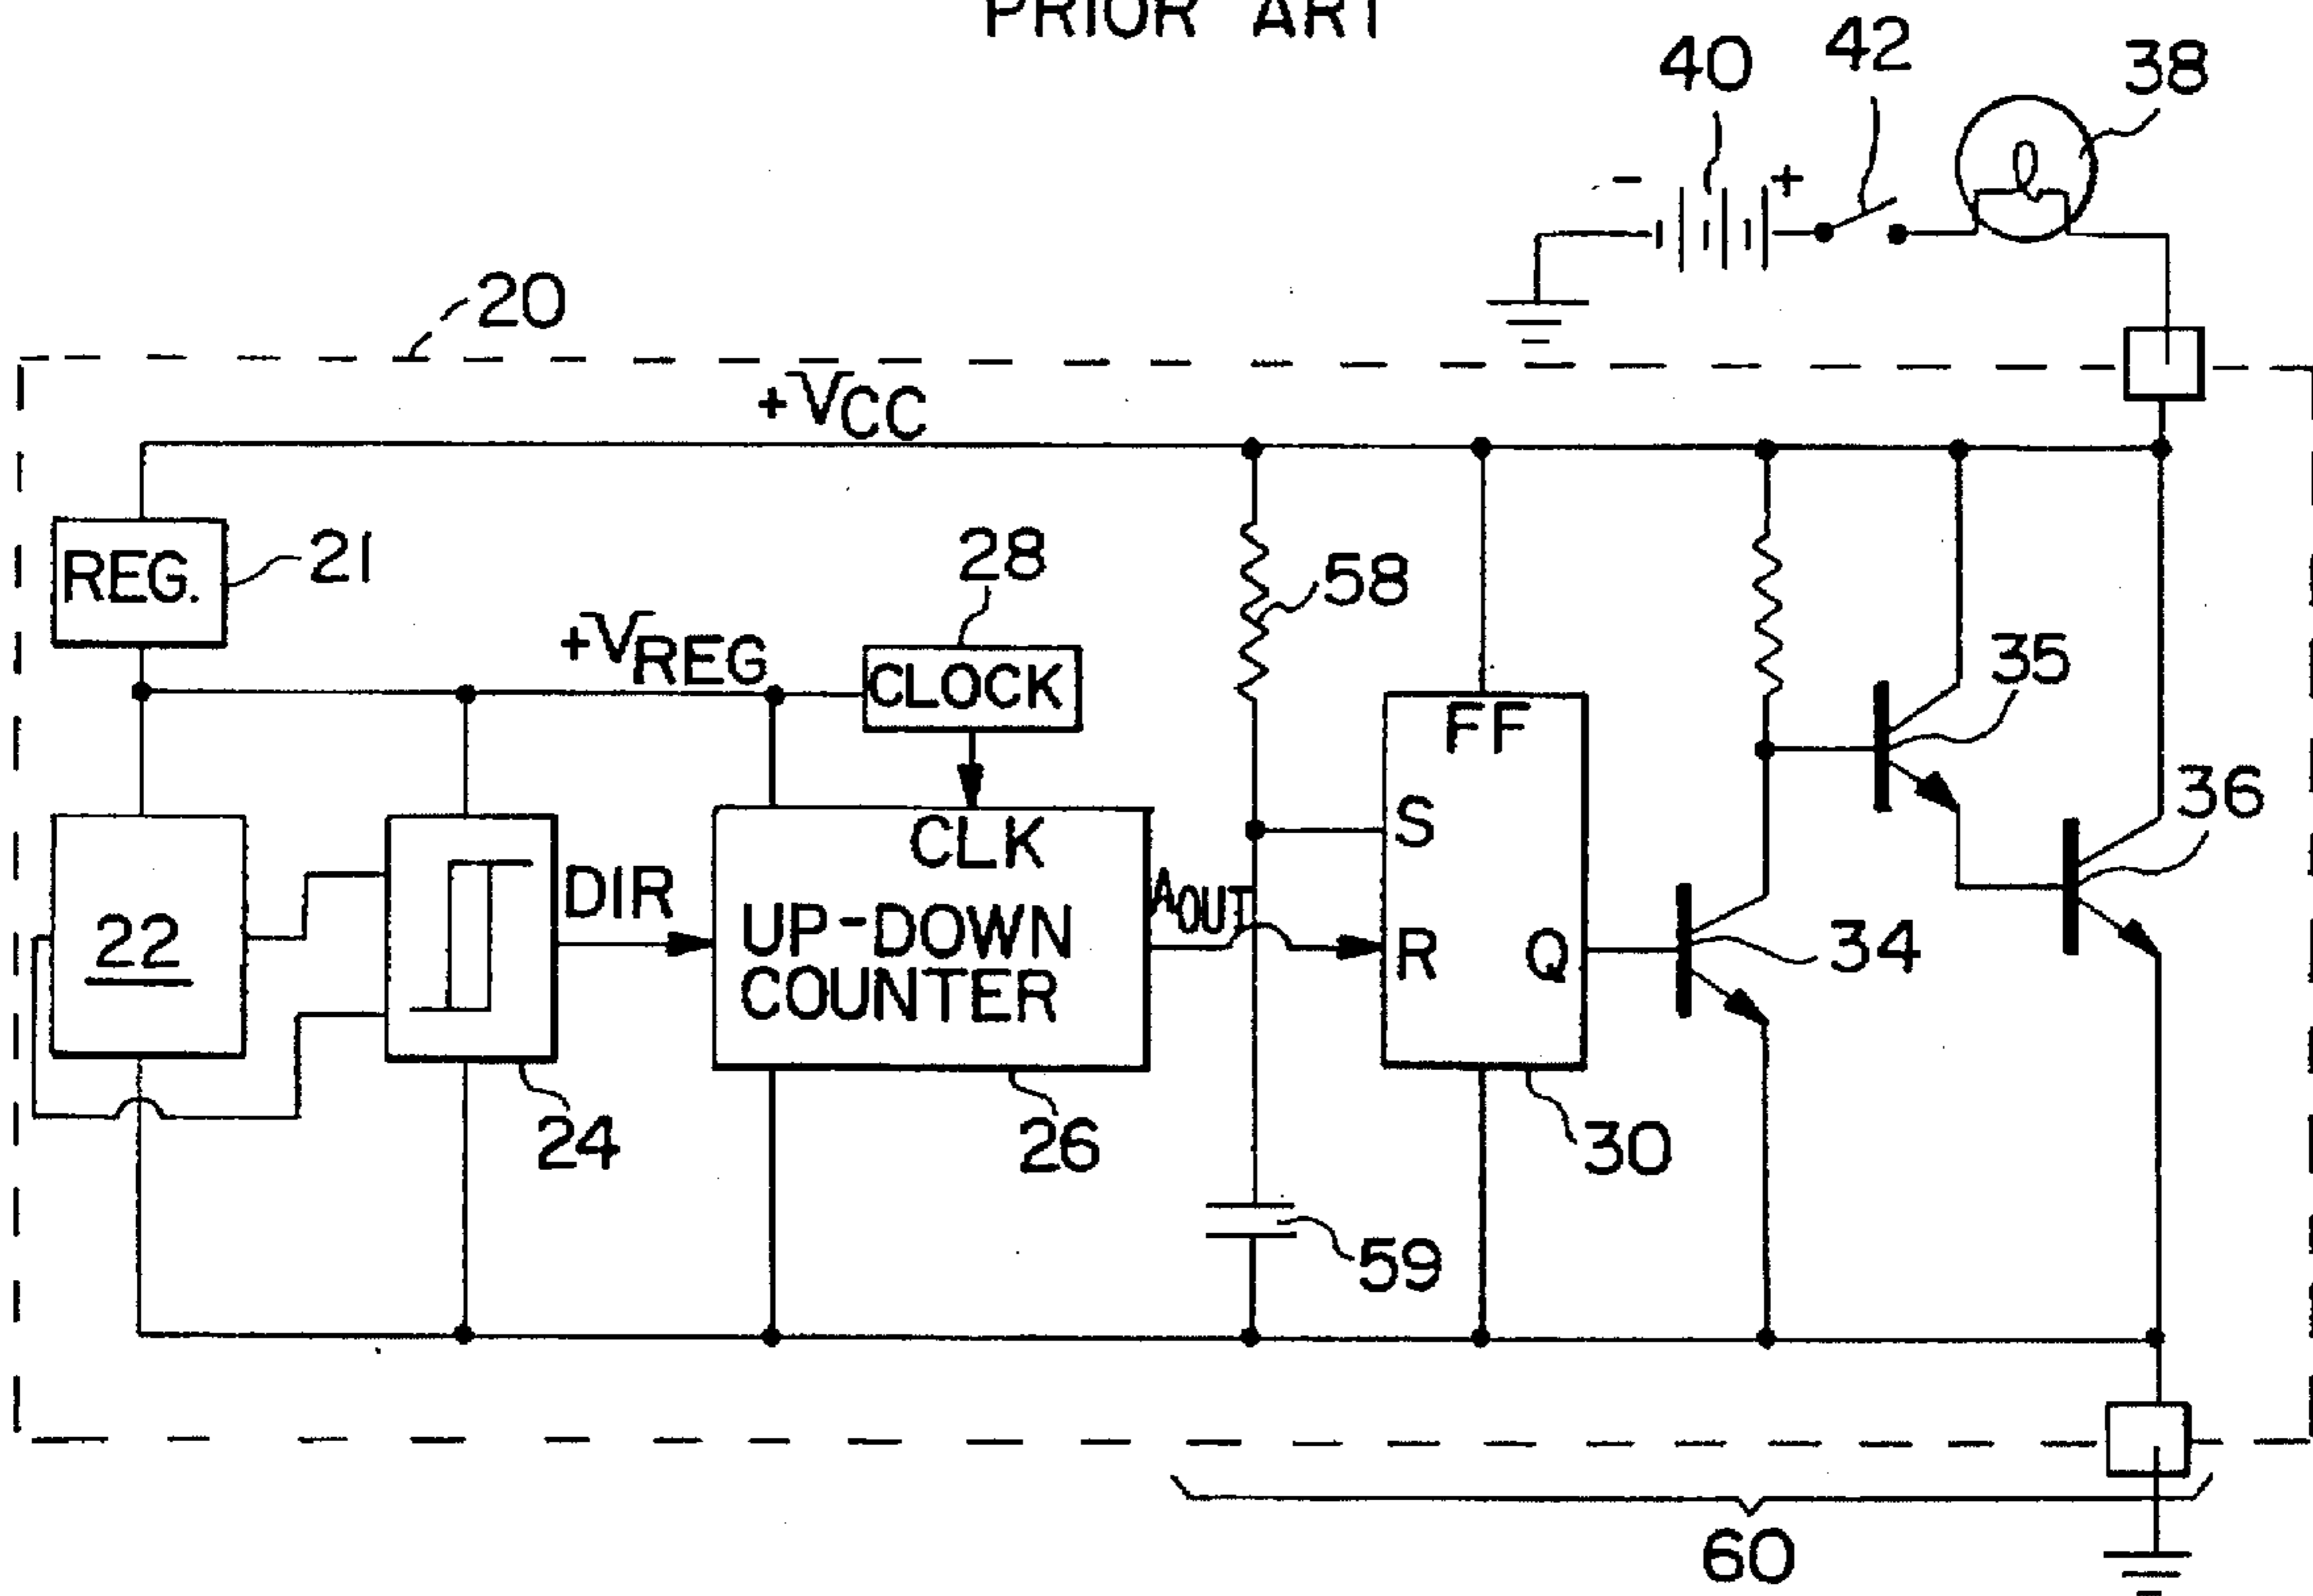 PRIOR ART
40
42
38
-
+
20
+VCC
REG.
21
28
58
+VREG
CLOCK
35
FF
36
CLK
S
22
DIR
AOUT
UP-DOWN
COUNTER
R
Q
34
24
26
30
59
60